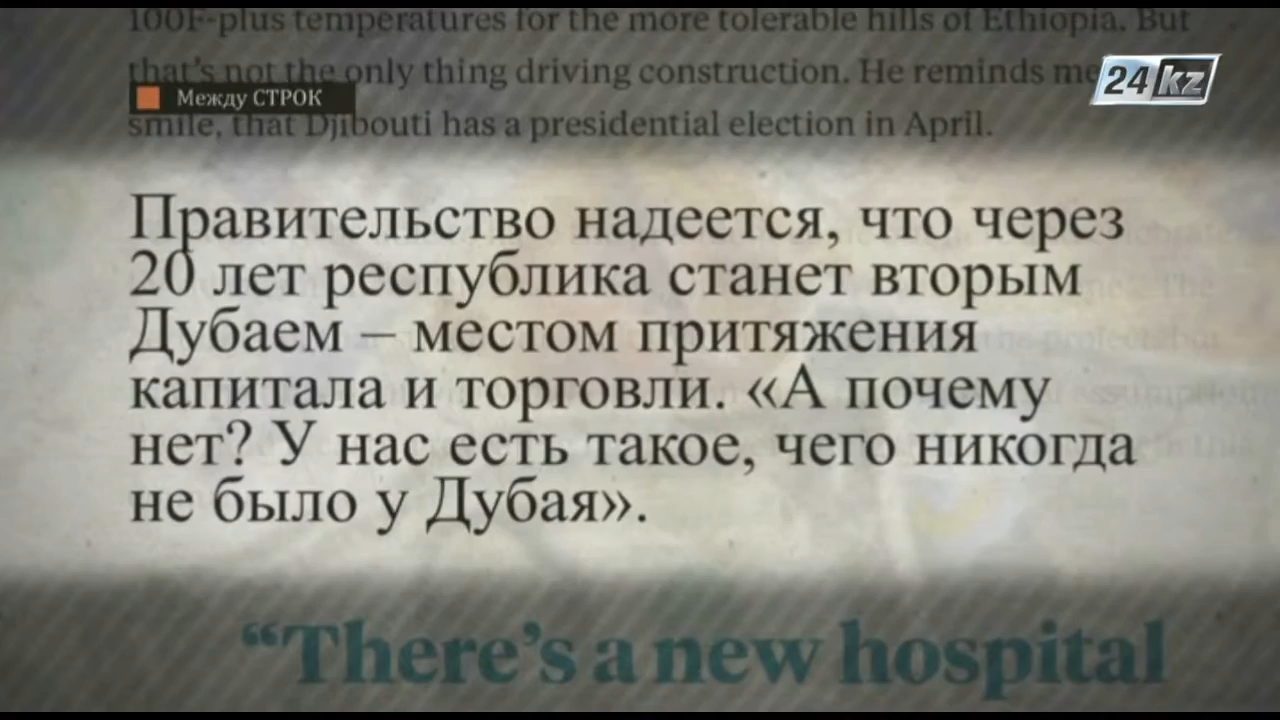 100F-plus temperatures for the more tolerable hills of Ethiopia. But
that's not the only thing driving construction. He reminds me
24 kz
Между СТРОК
smile, that Djibouti has a presidential election in April.
Правительство надеется, что через
20 лет республика станет вторым
Дубаем – местом притяжения
капитала и торговли. «А почему
нет? У нас есть такое, чего никогда
не было у Дубая».
“There's a new hospital